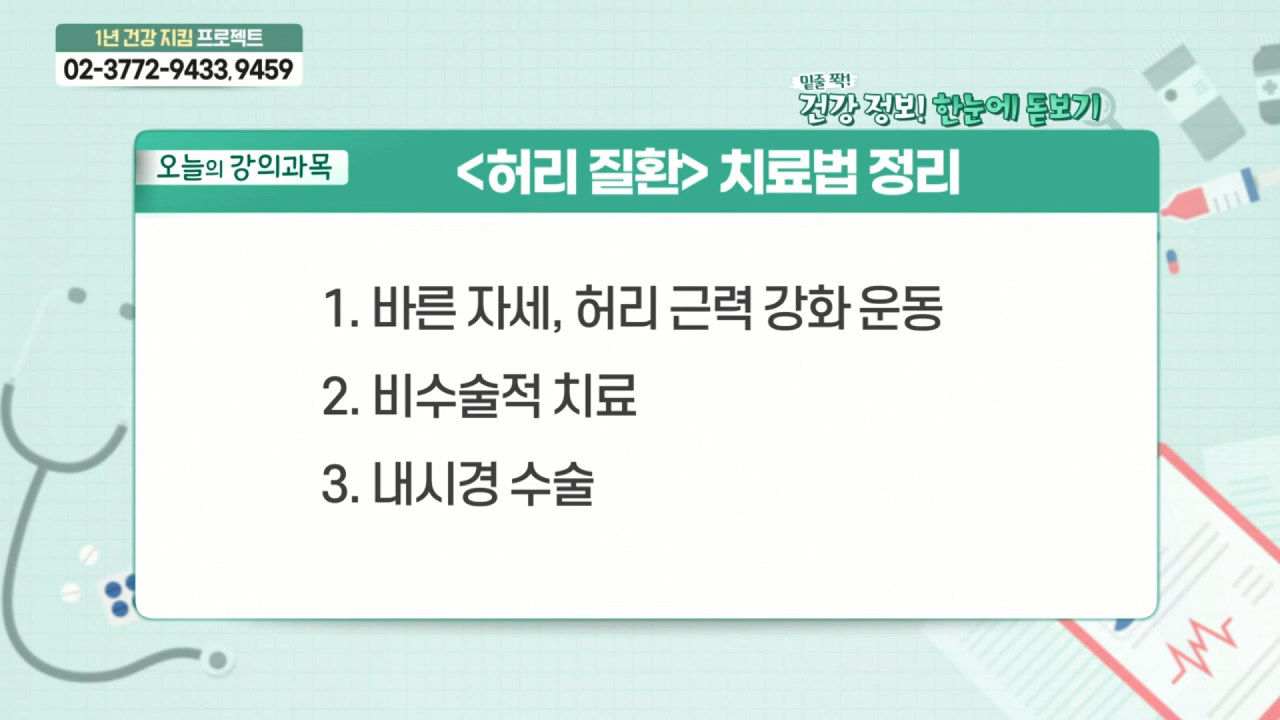 1년 건강 지킴 프로젝트
02-3772-9433, 9459
밑줄 쫙!
건강 정보! 한눈에 돋보기
오늘의 강의과목
<허리 질환> 치료법 정리
1. 바른 자세, 허리 근력 강화 운동
2. 비수술적 치료
3. 내시경 수술